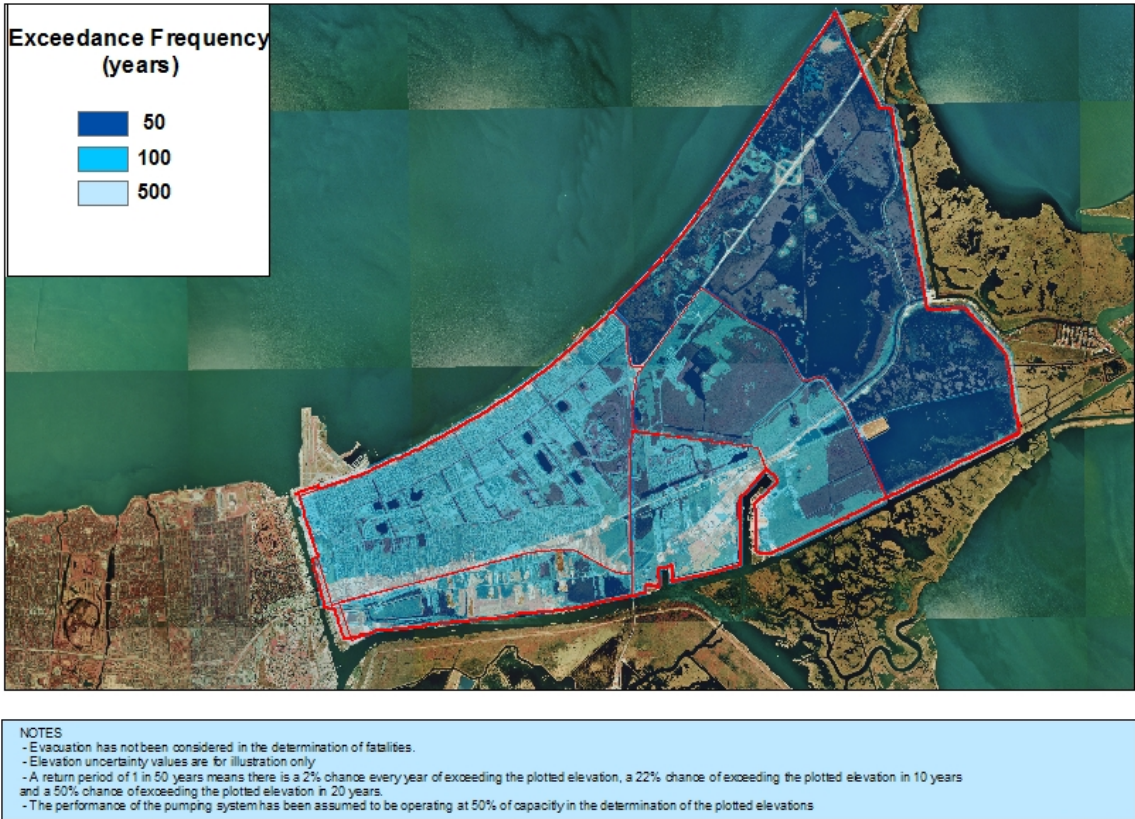 Exceedance Frequency
(years)
50
100
500
NOTES
- Evacuation has not been considered in the determination of fatalities.
- Elevation uncertainty values are for illustration only
- A return period of 1 in 50 years means there is a 2% chance every year of exceeding the plotted elevation, a 22% chance of exceeding the plotted elevation in 10 years
and a 50% chance of exceeding the plotted elevation in 20 years.
- The performance of the pumping system has been assumed to be operating at 50% of capacity in the determination of the plotted elevations